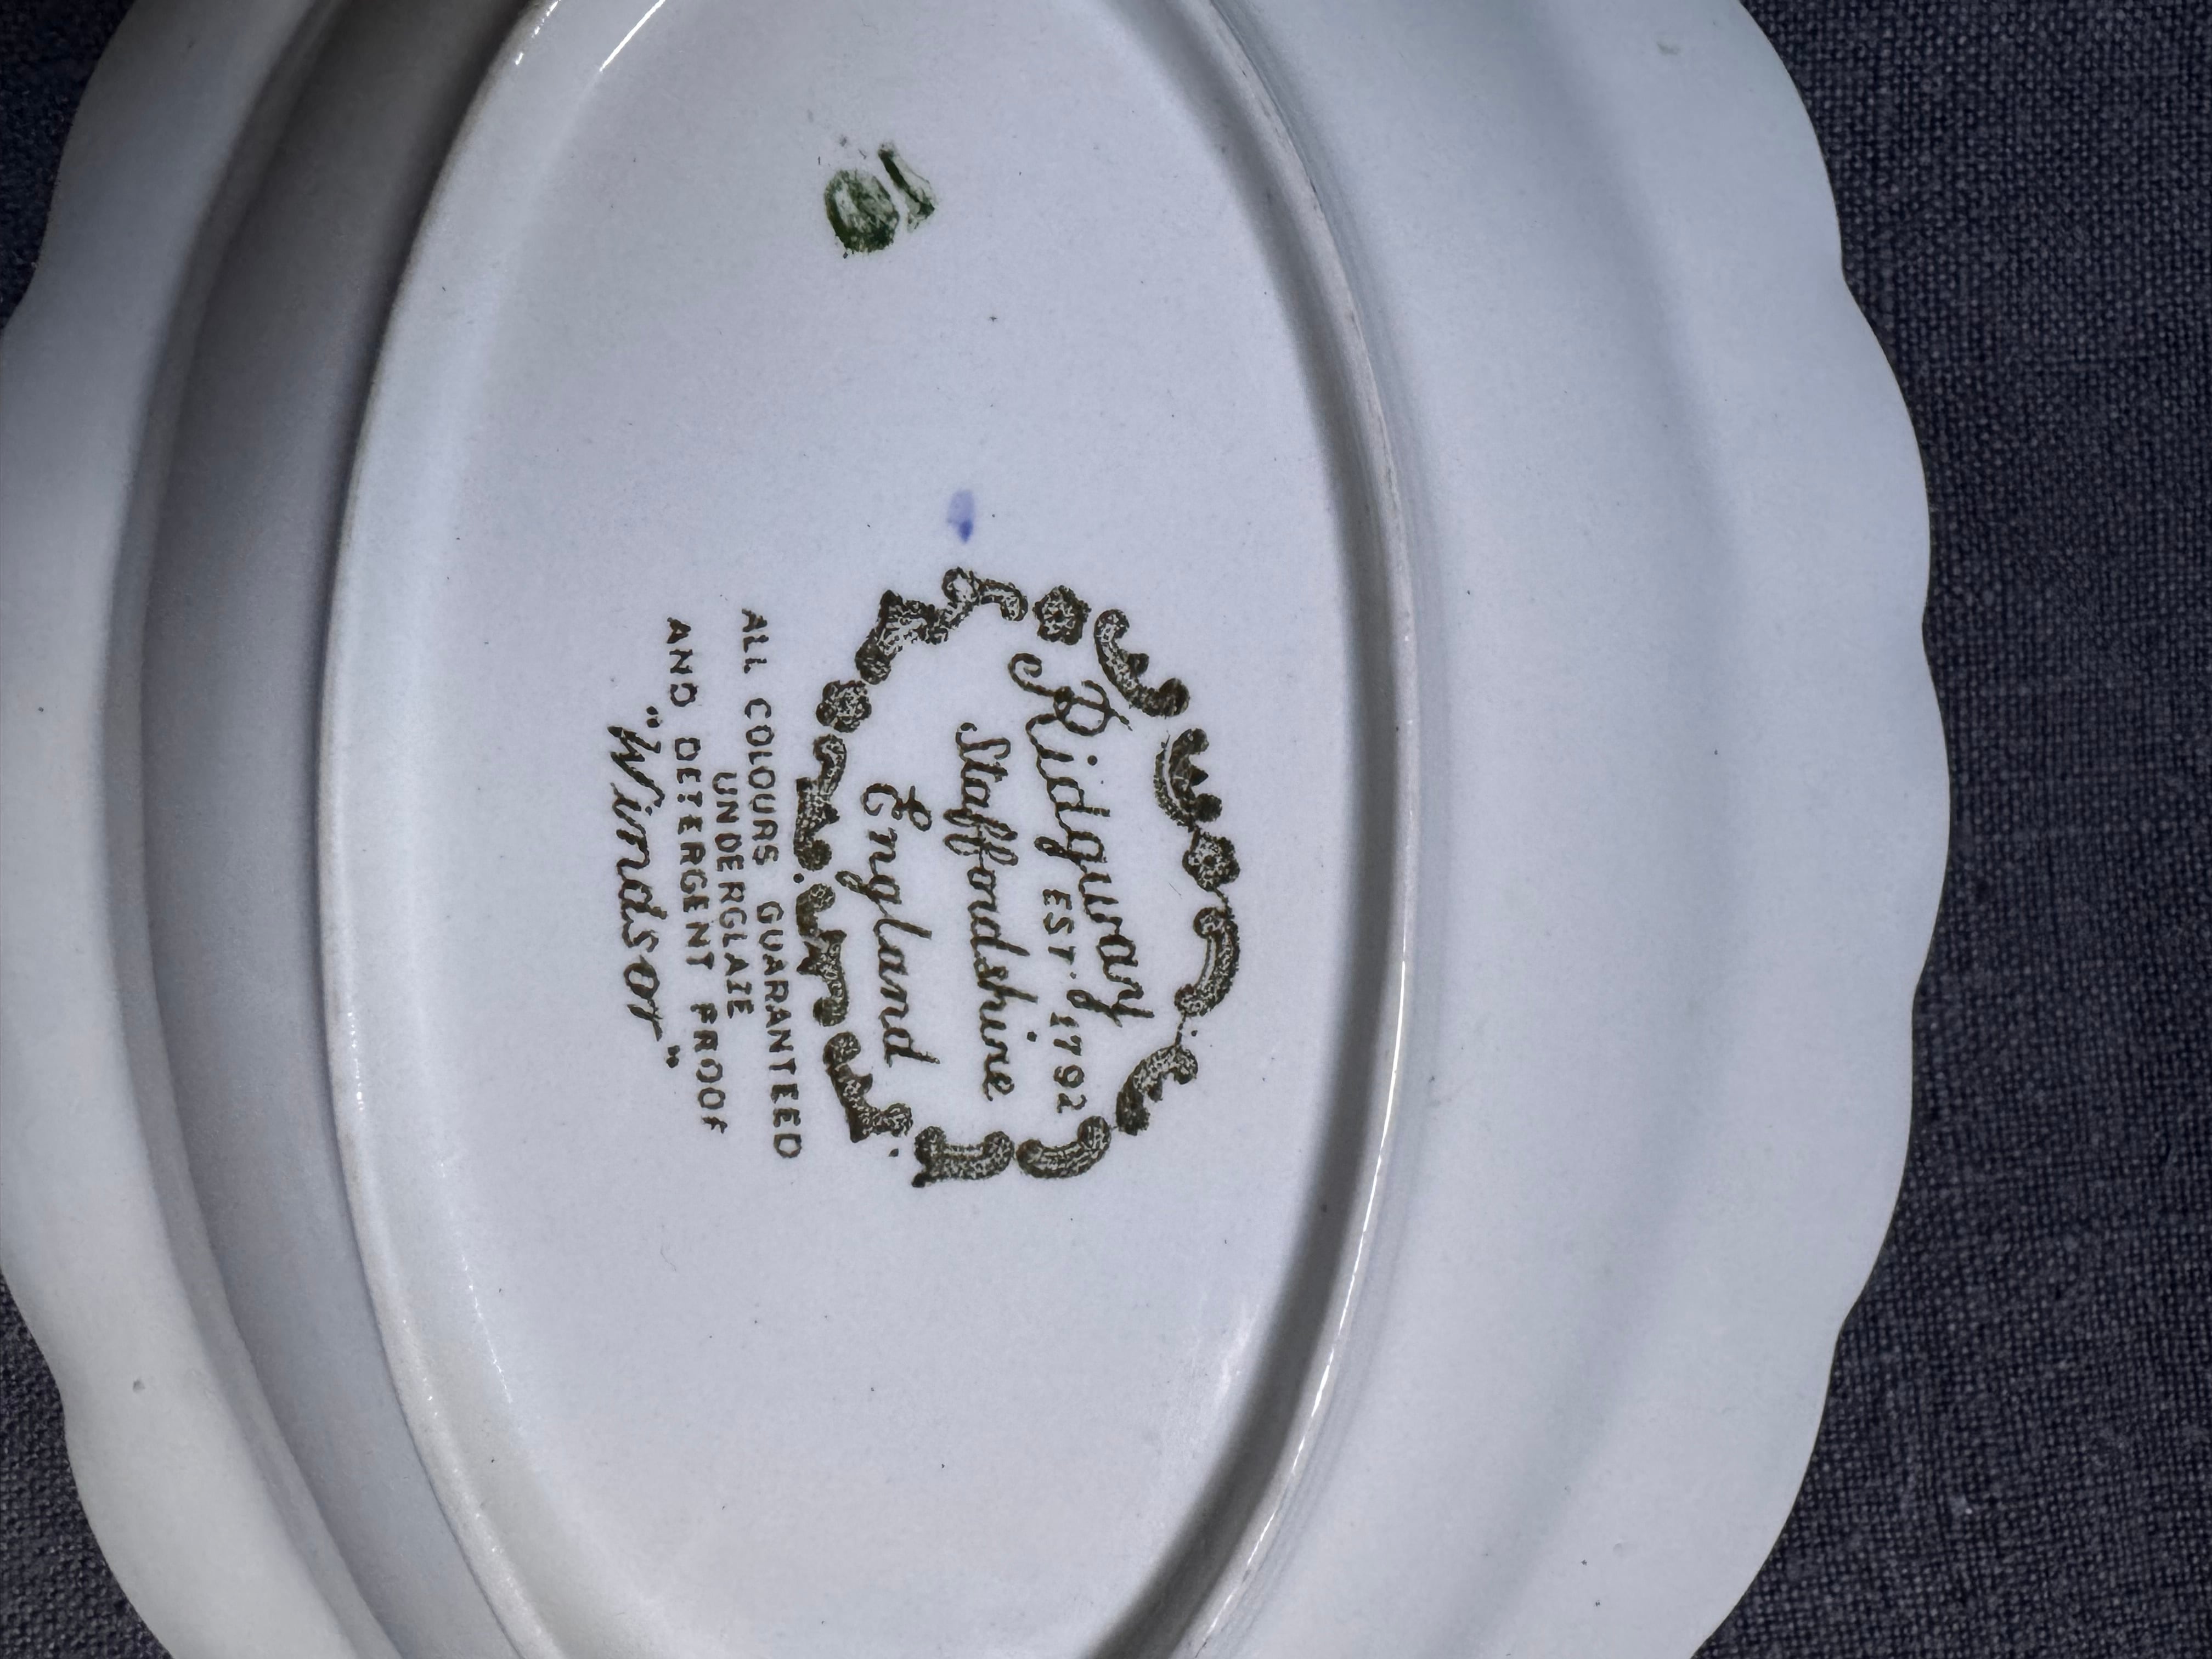 Ridgway
EST. 1792
Staffordshire
England
ALL COLOURS GUARANTEED
UNDERGLAZE
AND DETERGENT PROOF
"Windsor"